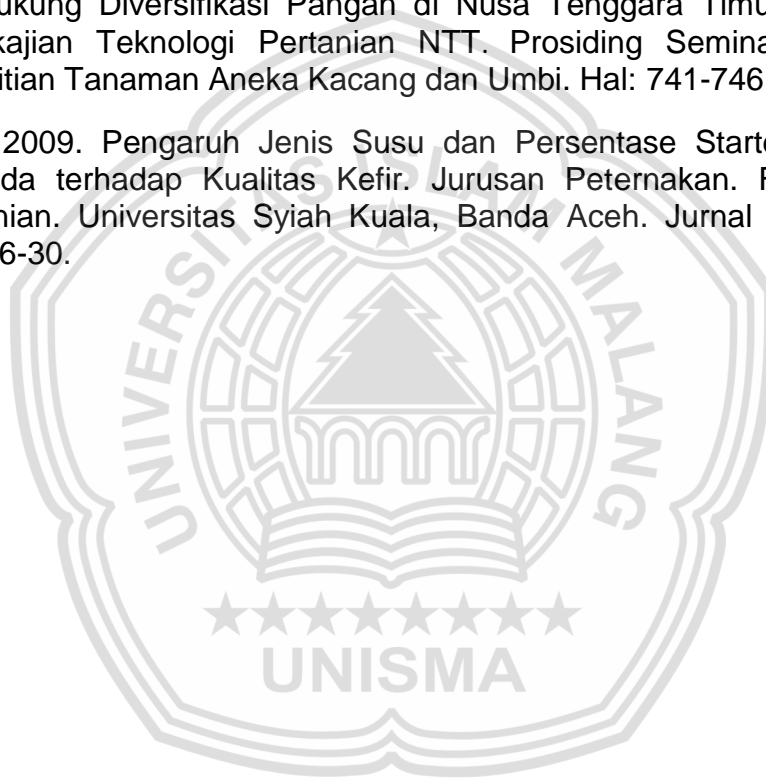 ukung Diversifikasi Pangan di Nusa Tenggara Timu
kajian Teknologi Pertanian NTT. Prosiding Semina
itian Tanaman Aneka Kacang dan Umbi. Hal: 741-746
2009. Pengaruh Jenis Susu dan Persentase Start
da terhadap Kualitas Kefir. Jurusan Peternakan.
nian. Universitas Syiah Kuala, Banda Aceh. Jurnal
6-30.
UNIVERSITAS ISLAM MALANG
UNISMA